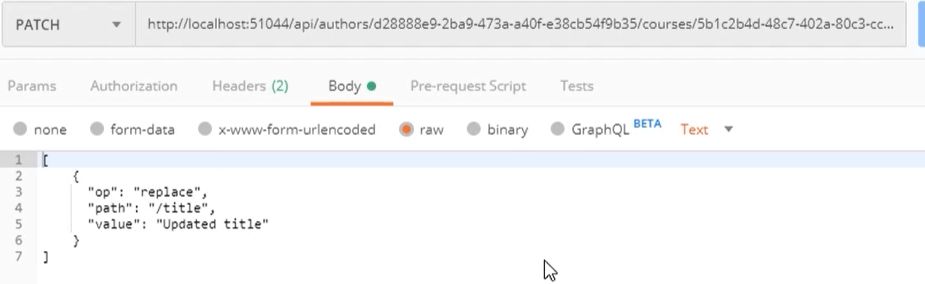 PATCH http://localhost:51044/api/authors/d28888e9-2ba9-473a-a40f-e38cb54f9b35/courses/5b1c2b4d-48c7-402a-80c3-cc...
Params Authorization Headers (2) Body Pre-request Script Tests
none form-data x-www-form-urlencoded raw binary GraphQL BETA Text
1 [
2 {
3 "op": "replace",
4 "path": "/title",
5 "value": "Updated title"
6 }
7 ]